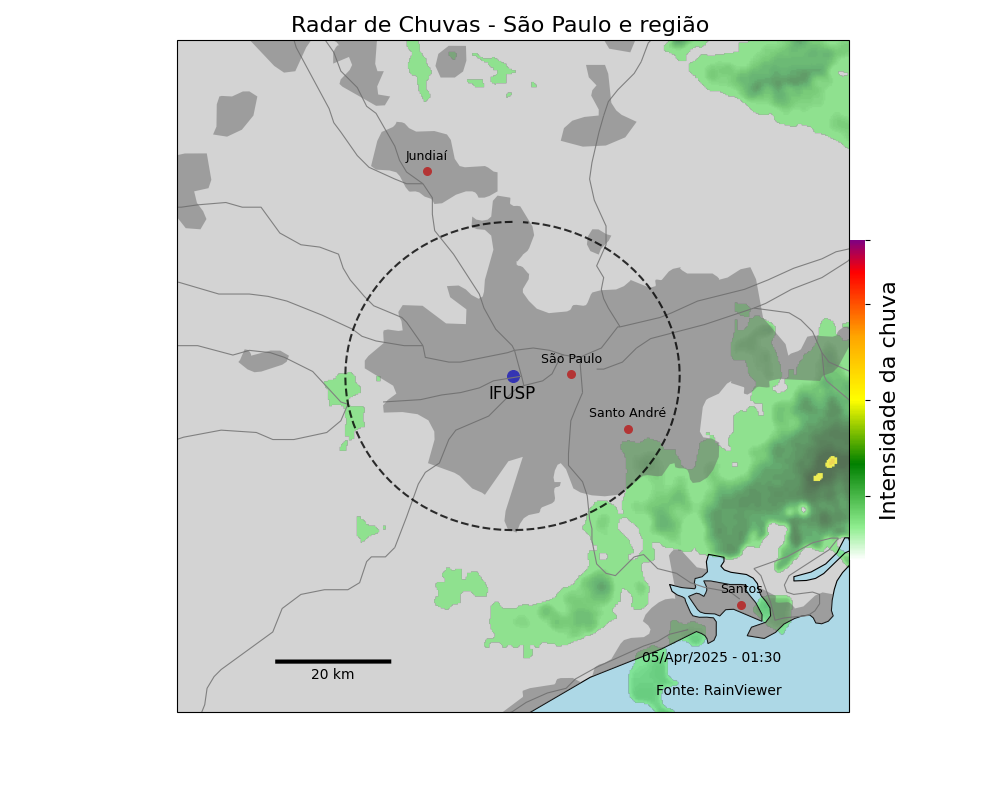 Radar de Chuvas - São Paulo e região
Jundiaí
São Paulo
IFUSP
Santo André
Santos
05/Apr/2025 - 01:30
Fonte: RainViewer
20 km
Intensidade da chuva